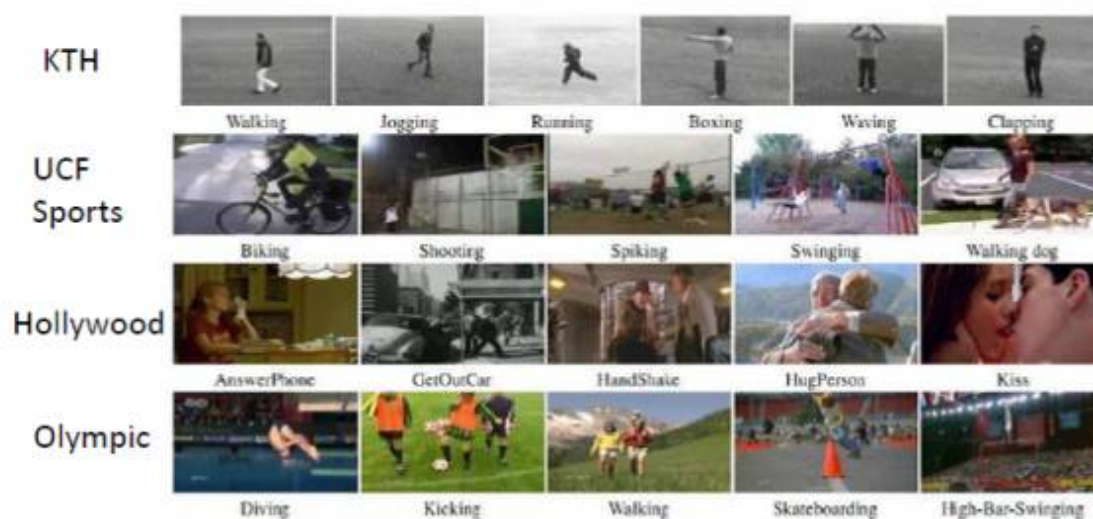 KTH
Walking Jogging Running Boxing Waving Clapping
UCF
Sports
Biking Shooting Spiking Swinging Walking dog
Hollywood
AnswerPhone GetOutCar HandShake HugPerson Kiss
Olympic
Diving Kicking Walking Skateboarding High-Bar-Swinging